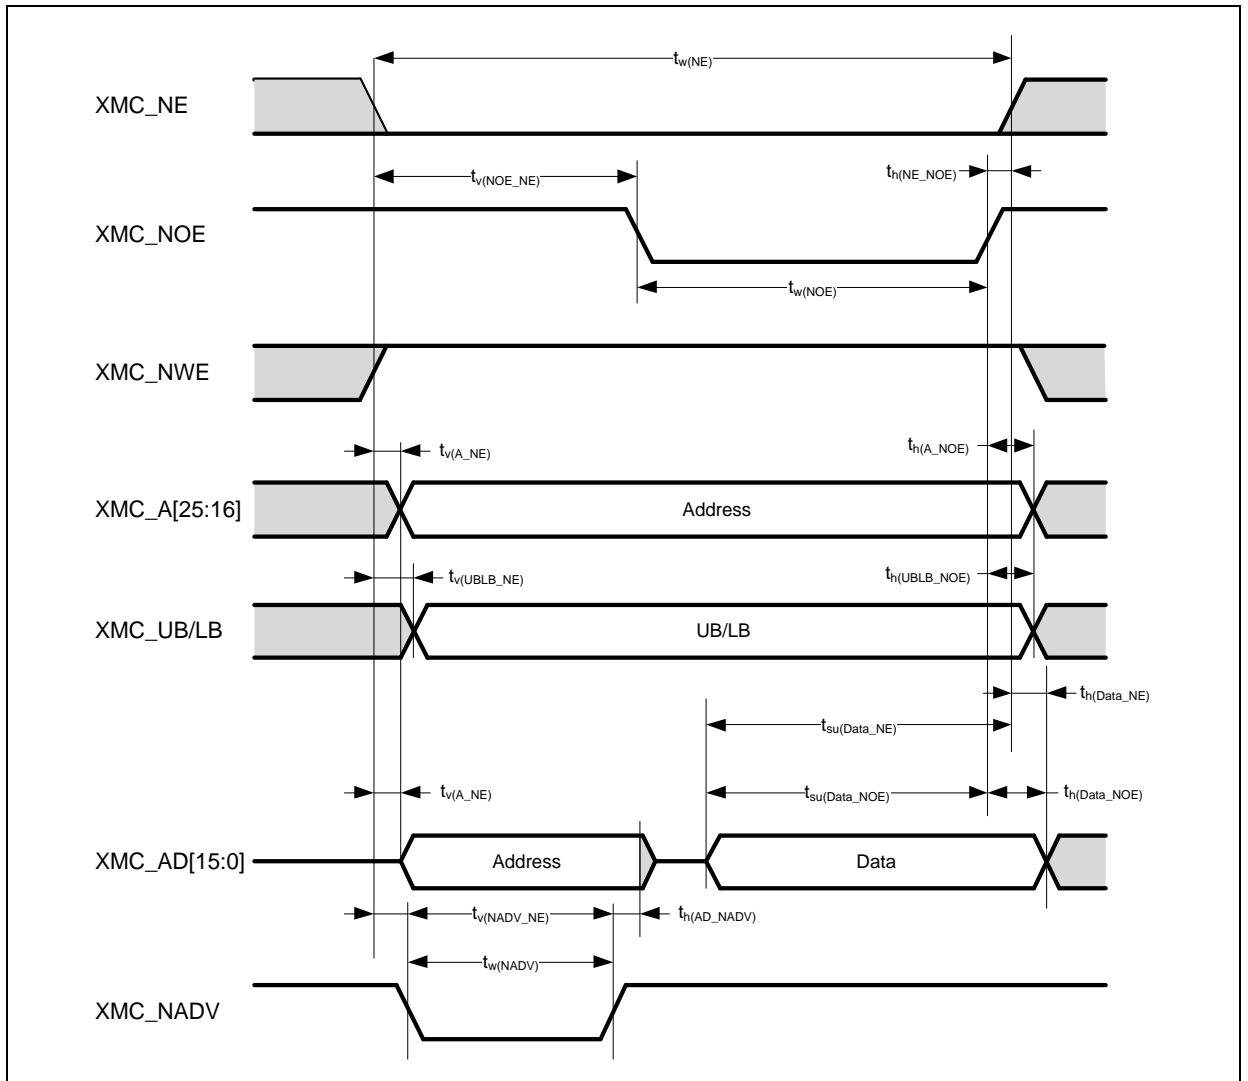 tw(NE)
XMC_NE
tv(NOE_NE)
th(NE_NOE)
XMC_NOE
tw(NOE)
XMC_NWE
tv(A_NE)
th(A_NOE)
XMC_A[25:16]
Address
tv(UBLB_NE)
th(UBLB_NOE)
XMC_UB/LB
UB/LB
th(Data_NE)
tsu(Data_NE)
tv(A_NE)
tsu(Data_NOE)
th(Data_NOE)
XMC_AD[15:0]
Address
Data
tv(NADV_NE)
th(AD_NADV)
tw(NADV)
XMC_NADV